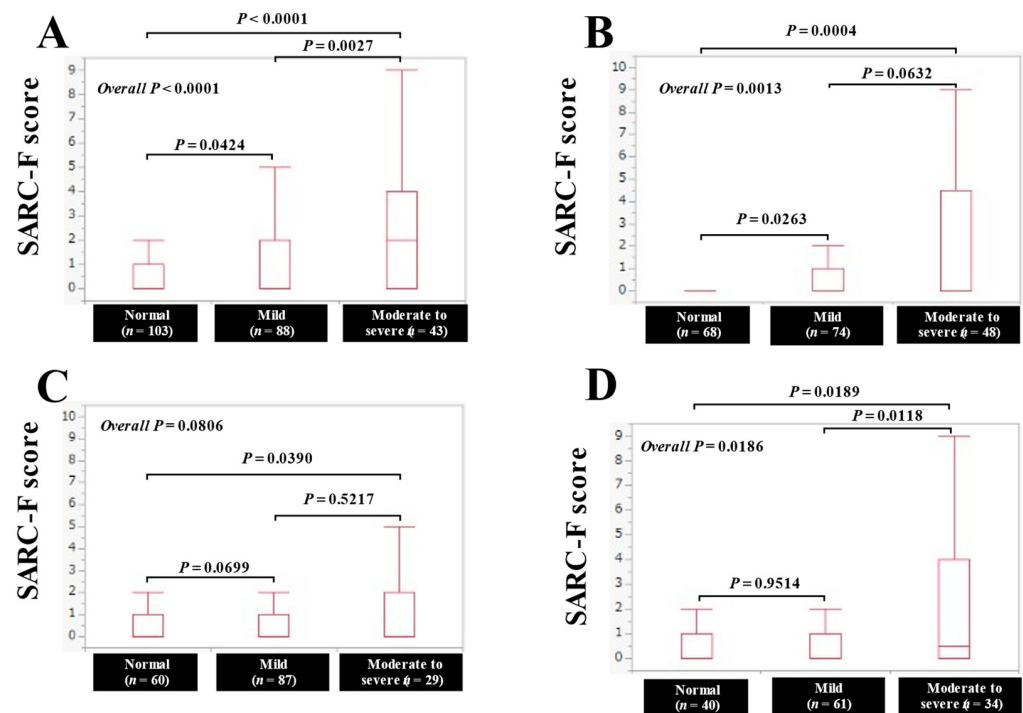 A
P < 0.0001
P = 0.0027
Overall P < 0.0001
P = 0.0424
SARC-F score
9
8
7
6
5
4
3
2
1
0
Normal
(n = 103)
Mild
(n = 88)
Moderate to
severe (n = 43)
B
P = 0.0004
P = 0.0632
Overall P = 0.0013
P = 0.0263
SARC-F score
10
9
8
7
6
5
4
3
2
1
0
Normal
(n = 68)
Mild
(n = 74)
Moderate to
severe (n = 48)
C
Overall P = 0.0806
P = 0.0390
P = 0.5217
P = 0.0699
SARC-F score
10
9
8
7
6
5
4
3
2
1
0
Normal
(n = 60)
Mild
(n = 87)
Moderate to
severe (n = 29)
D
P = 0.0189
P = 0.0118
Overall P = 0.0186
P = 0.9514
SARC-F score
9
8
7
6
5
4
3
2
1
0
Normal
(n = 40)
Mild
(n = 61)
Moderate to
severe (n = 34)